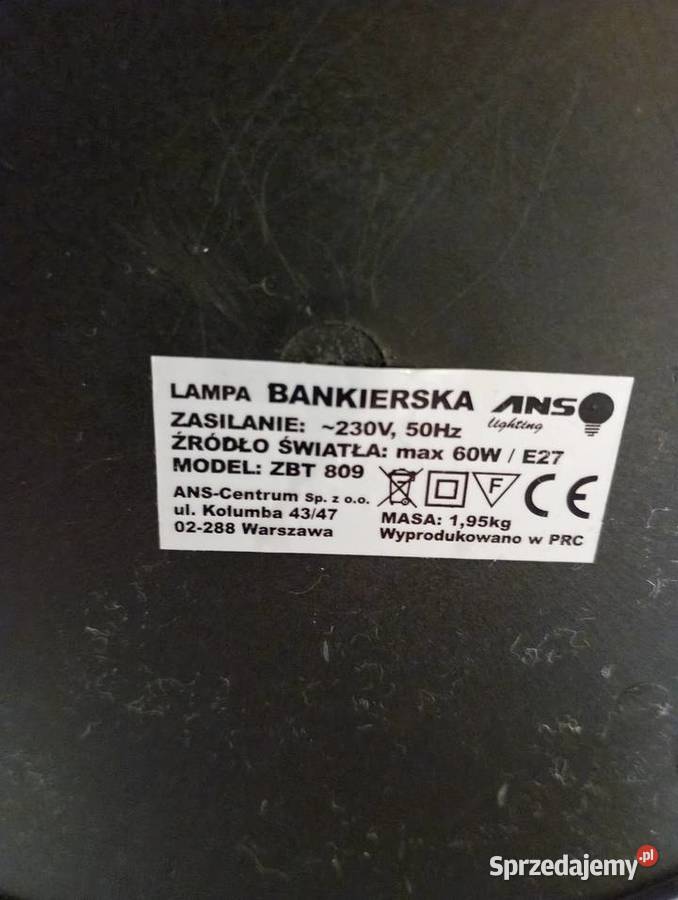 LAMPA BANKIERSKA ANS
lighting
ZASILANIE: ~230V, 50Hz
ŹRÓDŁO ŚWIATŁA: max 60W / E27
MODEL: ZBT 809
F
CE
ANS-Centrum Sp. z o.o.
ul. Kolumba 43/47
02-288 Warszawa
MASA: 1,95kg
Wyprodukowano w PRC
Sprzedajemy.pl